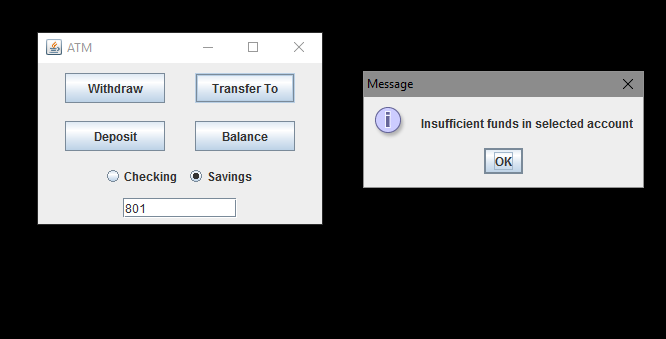 ATM
Withdraw Transfer To
Deposit Balance
Checking Savings
801
Message
Insufficient funds in selected account
OK